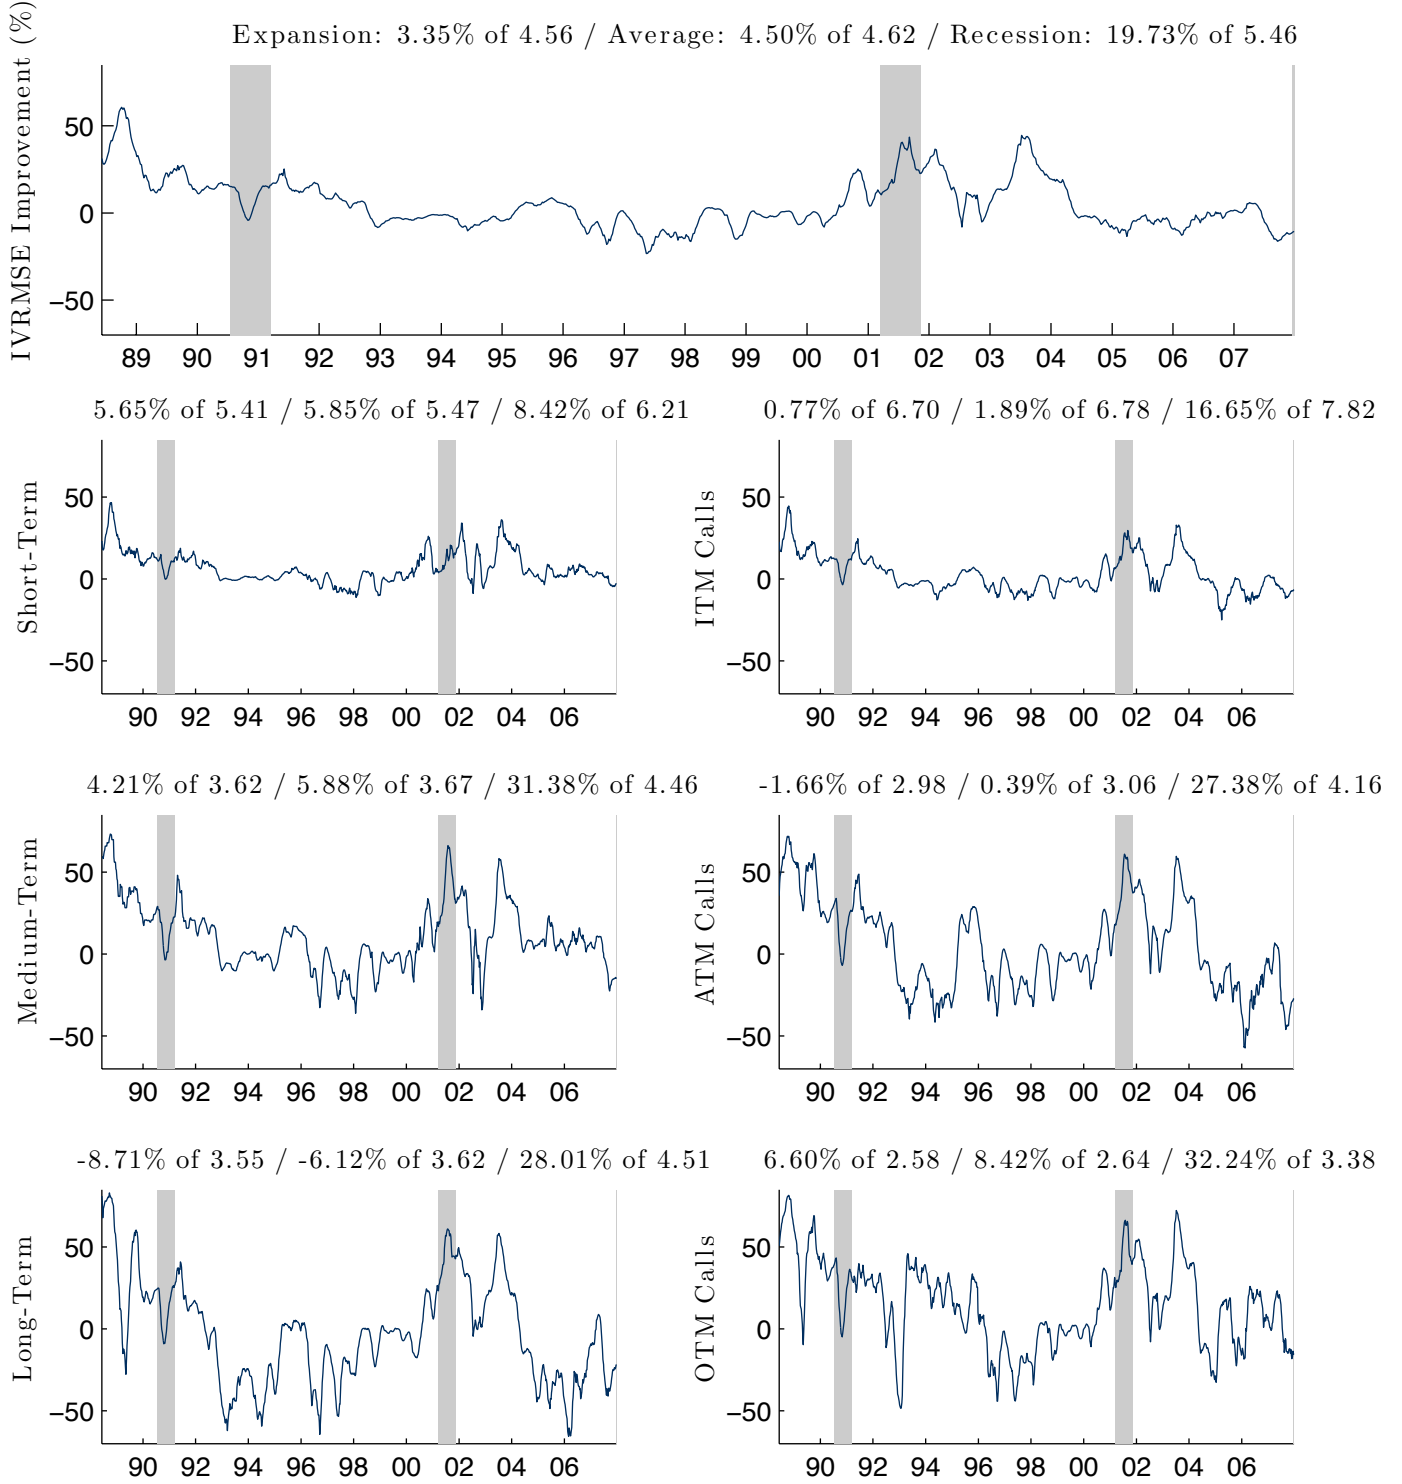 Expansion: 3.35% of 4.56 / Average: 4.50% of 4.62 / Recession: 19.73% of 5.46
IVRMSE Improvement (%)
50
0
−50
89 90 91 92 93 94 95 96 97 98 99 00 01 02 03 04 05 06 07
5.65% of 5.41 / 5.85% of 5.47 / 8.42% of 6.21
Short-Term
50
0
−50
90 92 94 96 98 00 02 04 06
0.77% of 6.70 / 1.89% of 6.78 / 16.65% of 7.82
ITM Calls
50
0
−50
90 92 94 96 98 00 02 04 06
4.21% of 3.62 / 5.88% of 3.67 / 31.38% of 4.46
Medium-Term
50
0
−50
90 92 94 96 98 00 02 04 06
-1.66% of 2.98 / 0.39% of 3.06 / 27.38% of 4.16
ATM Calls
50
0
−50
90 92 94 96 98 00 02 04 06
-8.71% of 3.55 / -6.12% of 3.62 / 28.01% of 4.51
Long-Term
50
0
−50
90 92 94 96 98 00 02 04 06
6.60% of 2.58 / 8.42% of 2.64 / 32.24% of 3.38
OTM Calls
50
0
−50
90 92 94 96 98 00 02 04 06